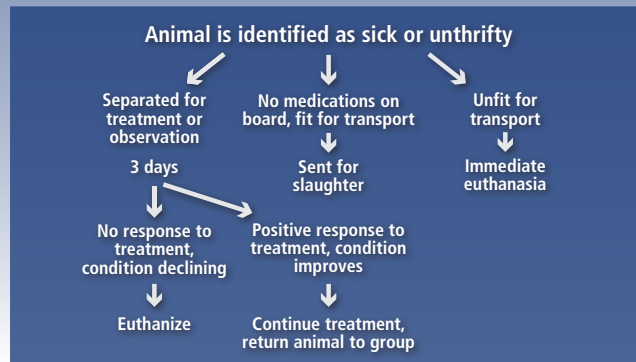 Animal is identified as sick or unthrifty
Separated for
treatment or
observation
3 days
No medications on
board, fit for transport
Sent for
slaughter
Unfit for
transport
Immediate
euthanasia
No response to
treatment,
condition declining
Euthanize
Positive response to
treatment, condition
improves
Continue treatment,
return animal to group